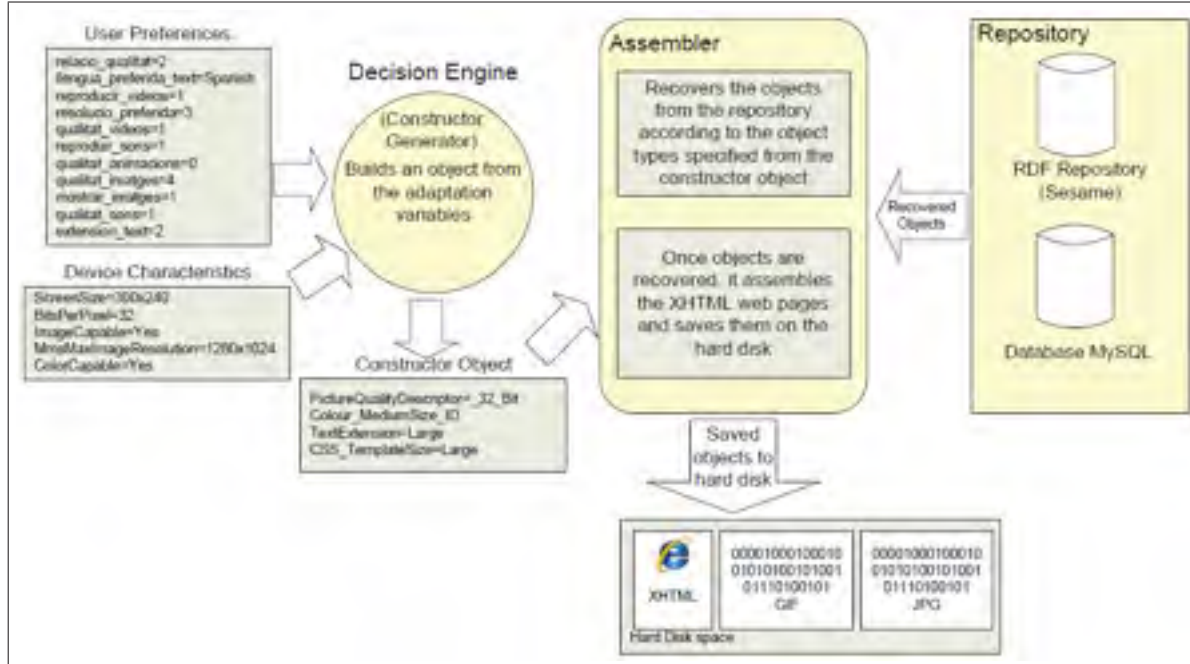 User Preferences
relacio_qualitat=2
llengua_preferida_text=Spanish
reproducir_videos=1
resolucio_preferida=3
qualitat_videos=1
reproduir_sons=1
qualitat_animacions=0
qualitat_imatges=4
mostrar_imatges=1
qualitat_sons=1
extension_text=2
Device Characteristics
ScreenSize=300x240
BitsPerPixel=32
ImageCapable=Yes
MmsMaxImageResolution=1280x1024
ColorCapable=Yes
Decision Engine
(Constructor
Generator)
Builds an object from
the adaptation
variables
Constructor Object
PictureQualityDescriptor=_32_Bit
Colour_MediumSize_ID
TextExtension=Large
CSS_TemplateSize=Large
Assembler
Recovers the objects
from the repository
according to the object
types specified from the
constructor object
Once objects are
recovered, it assembles
the XHTML web pages
and saves them on the
hard disk
Recovered
Objects
Repository
RDF Repository
(Sesame)
Database MySQL
Saved
objects to
hard disk
XHTML
00001000100010
01010100101001
01110100101
GIF
00001000100010
01010100101001
01110100101
JPG
Hard Disk space